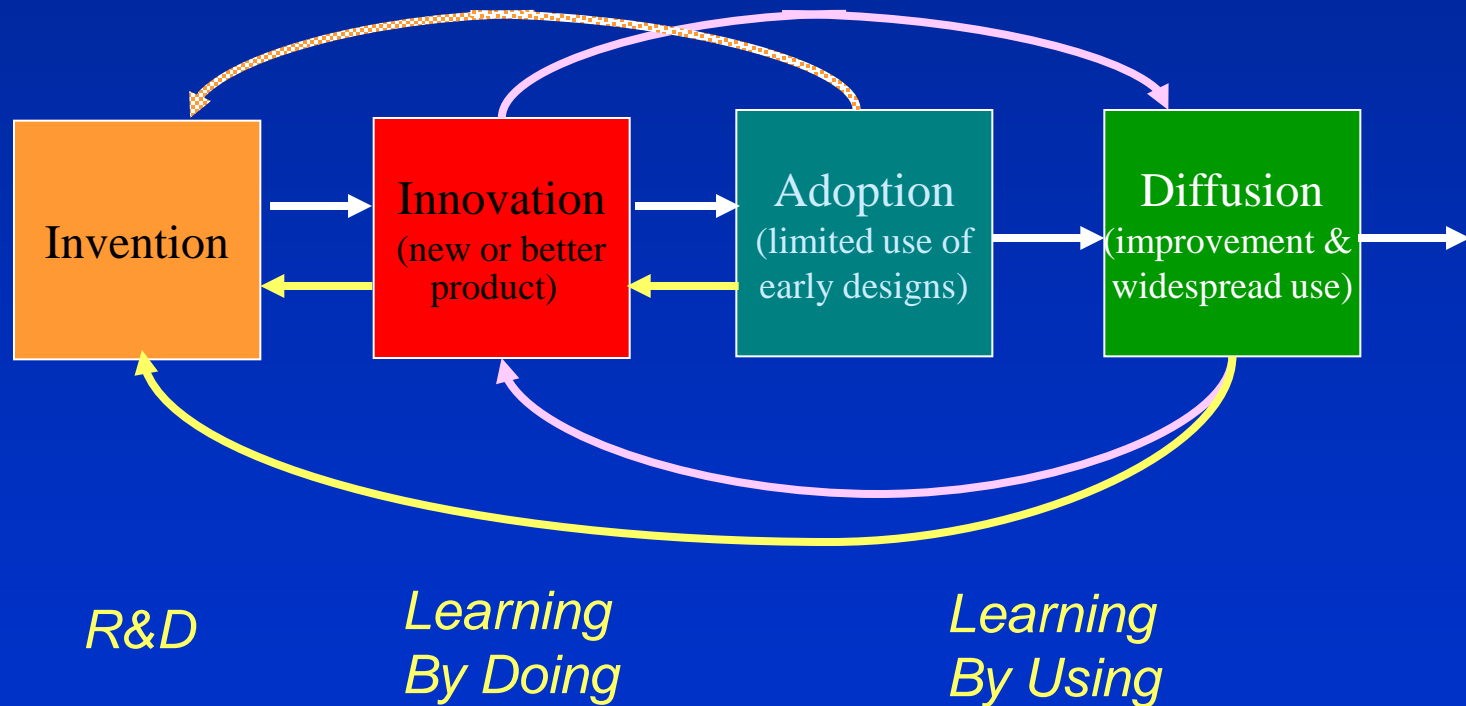 Invention
Innovation
(new or better
product)
Adoption
(limited use of
early designs)
Diffusion
(improvement &
widespread use)
R&D
Learning
By Doing
Learning
By Using